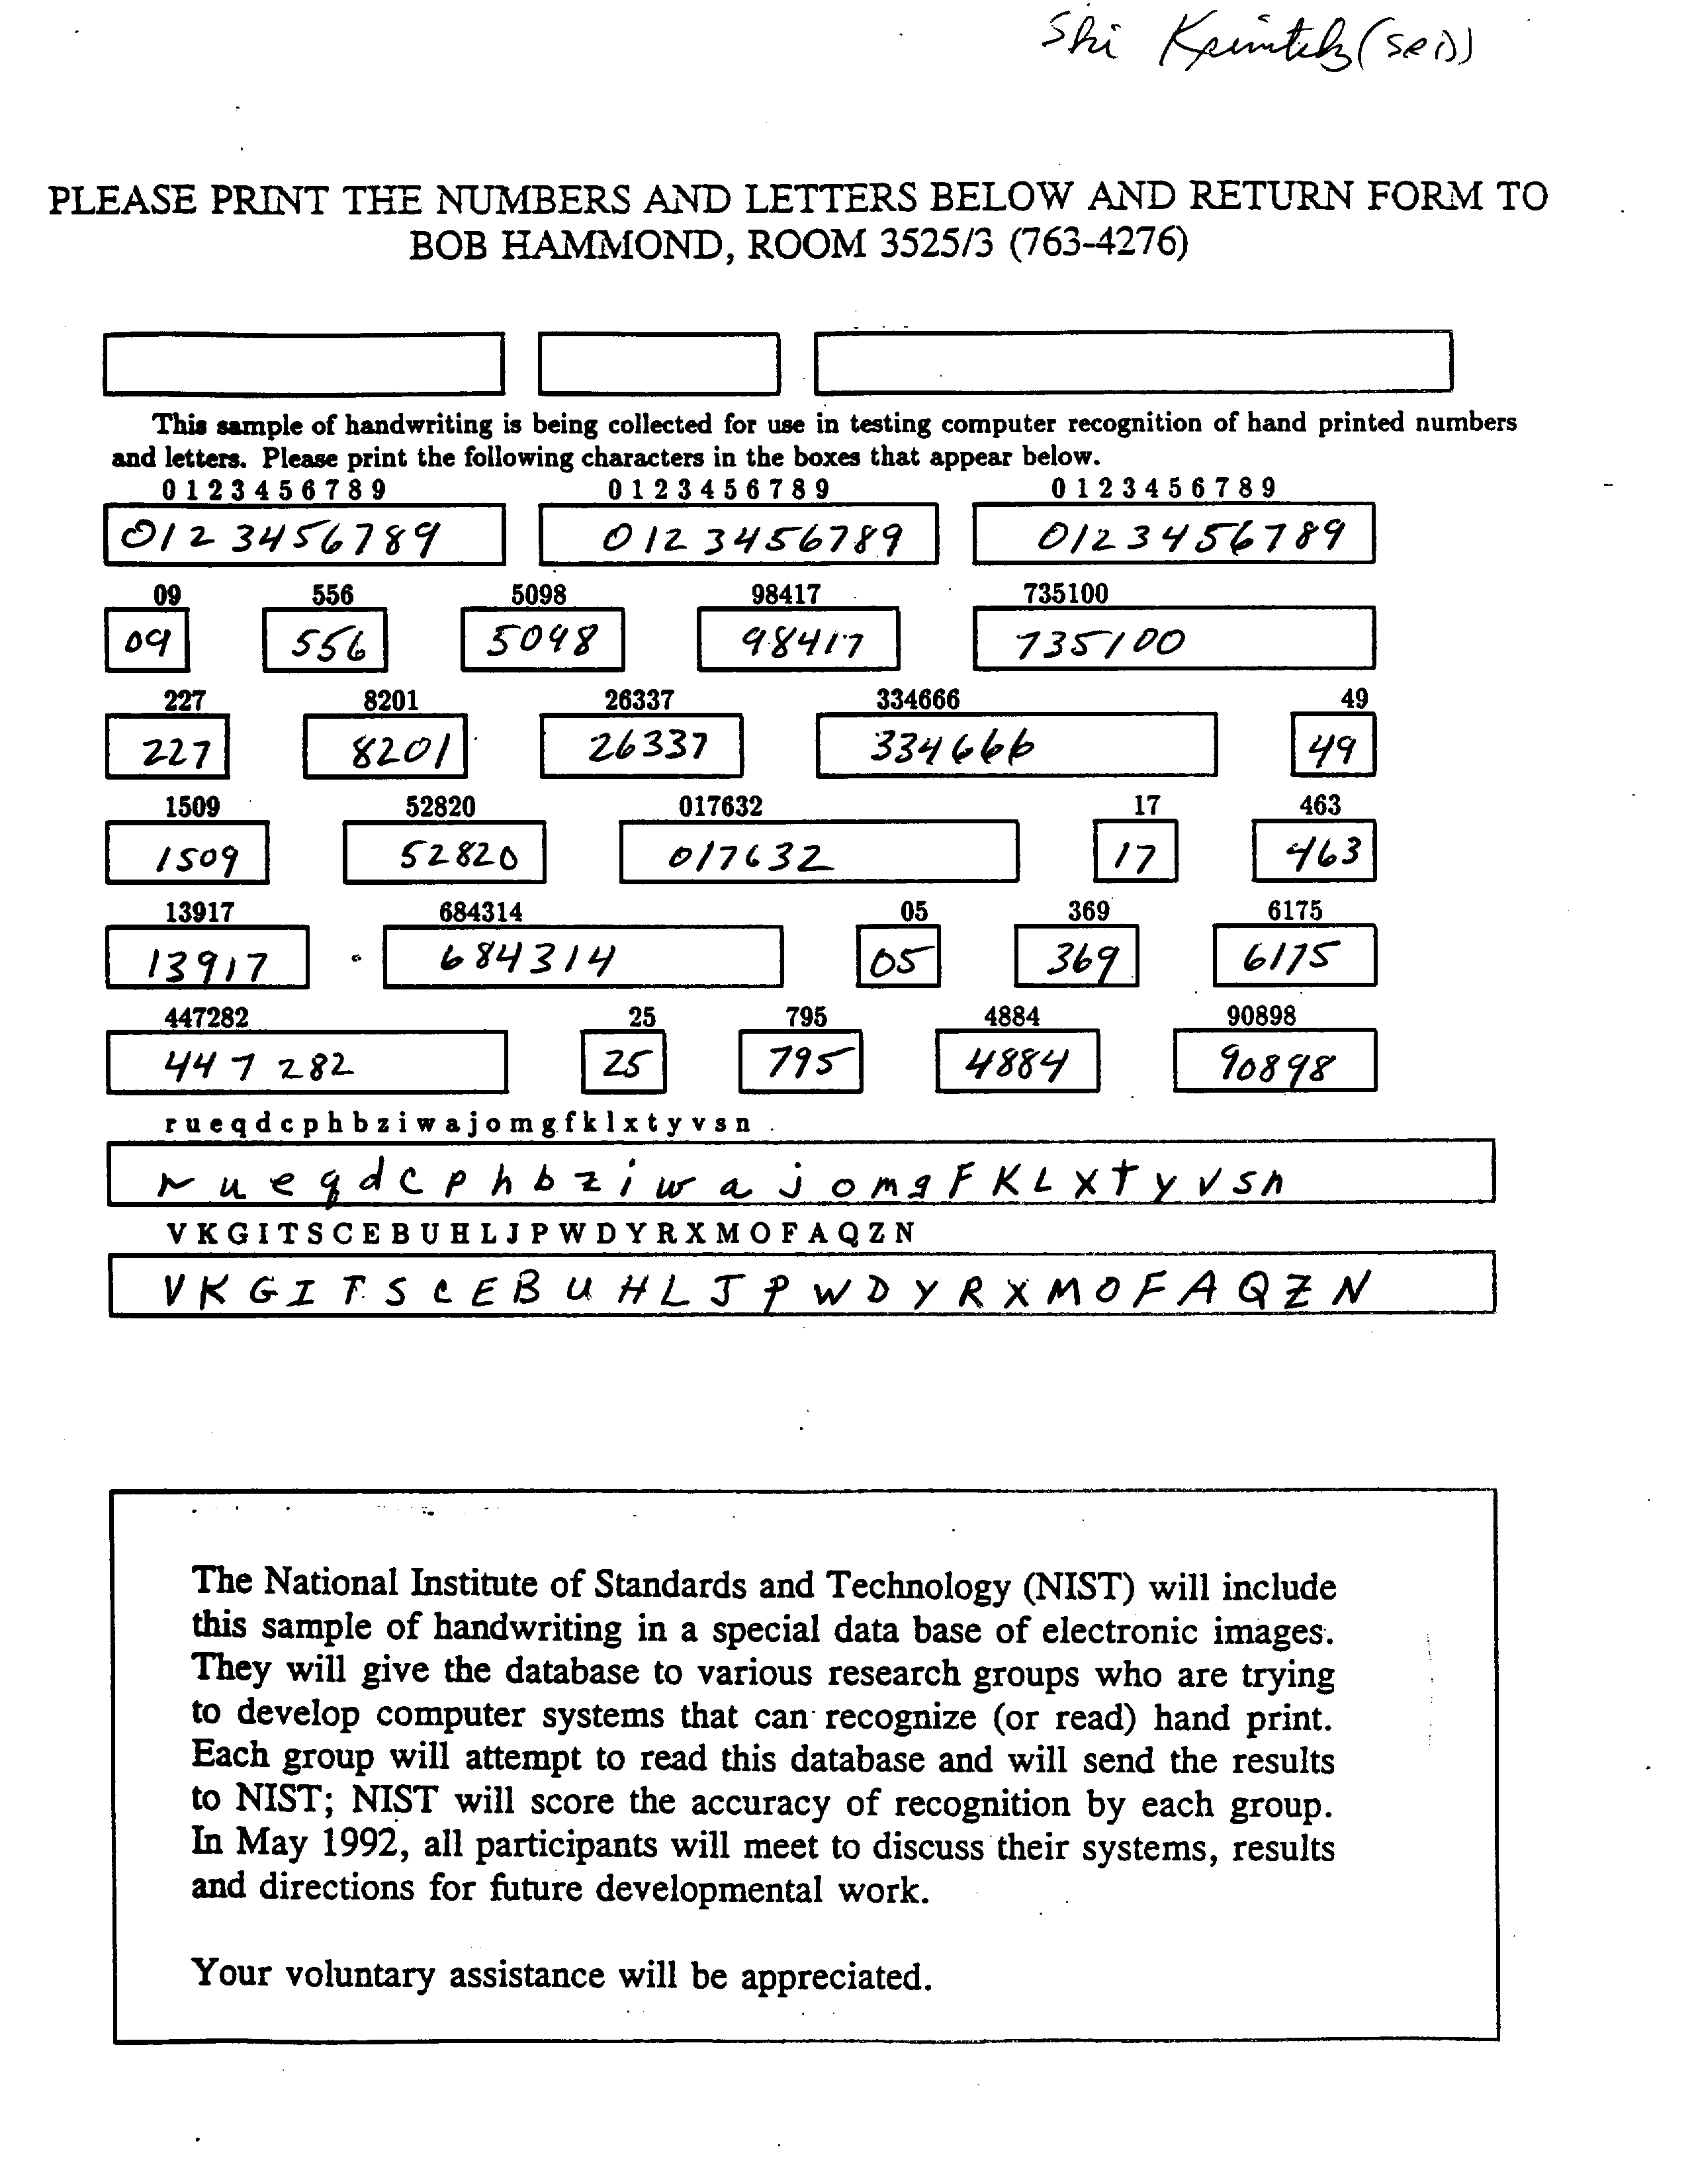 Shi (SED)
PLEASE PRINT THE NUMBERS AND LETTERS BELOW AND RETURN FORM TO
BOB HAMMOND, ROOM 3525/3 (763-4276)
This sample of handwriting is being collected for use in testing computer recognition of hand printed numbers
and letters. Please print the following characters in the boxes that appear below.
0 1 2 3 4 5 6 7 8 9 0 1 2 3 4 5 6 7 8 9 0 1 2 3 4 5 6 7 8 9
0123456789 0123456789 0123456789
09 556 5098 98417 735100
09 556 5098 98417 735100
227 8201 26337 334666 49
227 8201 26337 334666 49
1509 52820 017632 17 463
1509 52820 017632 17 463
13917 684314 05 369 6175
13917 684314 05 369 6175
447282 25 795 4884 90898
447282 25 795 4884 90898
r u e q d c p h b z i w a j o m g f k l x t y v s n
r u e q d c p h b z i w a j o m g F K L X T y v s n
V K G I T S C E B U H L J P W D Y R X M O F A Q Z N
V K G I T S C E B U H L J P W D Y R X M O F A Q Z N
The National Institute of Standards and Technology (NIST) will include
this sample of handwriting in a special data base of electronic images.
They will give the database to various research groups who are trying
to develop computer systems that can recognize (or read) hand print.
Each group will attempt to read this database and will send the results
to NIST; NIST will score the accuracy of recognition by each group.
In May 1992, all participants will meet to discuss their systems, results
and directions for future developmental work.
Your voluntary assistance will be appreciated.